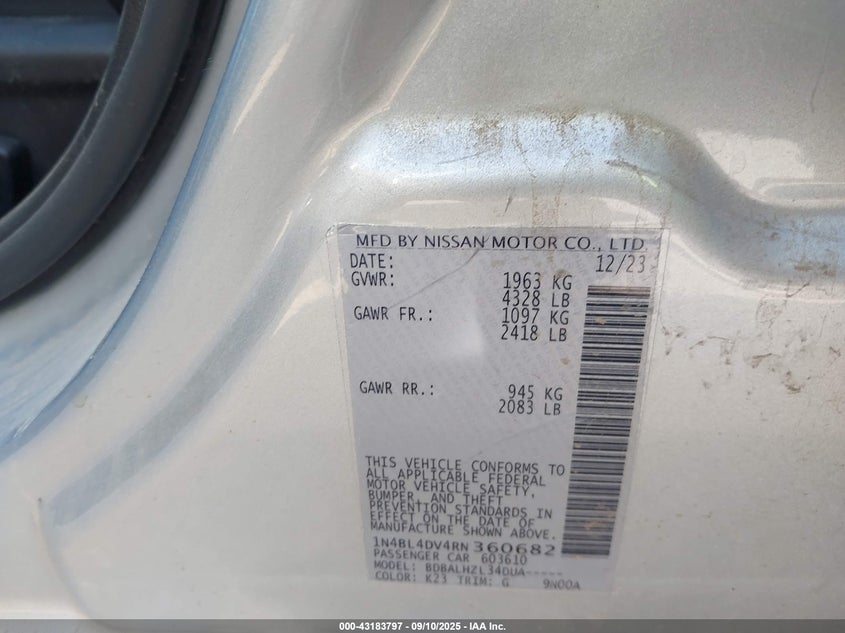 MFD BY NISSAN MOTOR CO., LTD.
DATE: 12/23
GVWR: 1963 KG
4328 LB
GAWR FR.: 1097 KG
2418 LB
GAWR RR.: 945 KG
2083 LB
THIS VEHICLE CONFORMS TO
ALL APPLICABLE FEDERAL
MOTOR VEHICLE SAFETY,
BUMPER, AND THEFT
PREVENTION STANDARDS IN
EFFECT ON THE DATE OF
MANUFACTURE SHOWN ABOVE.
1N4BL4DV4RN360682
PASSENGER CAR 603610
MODEL: BDBALHZL34DUA-----
COLOR: K23 TRIM: G 9N00A
000-43183797 - 09/10/2025 - IAA Inc.